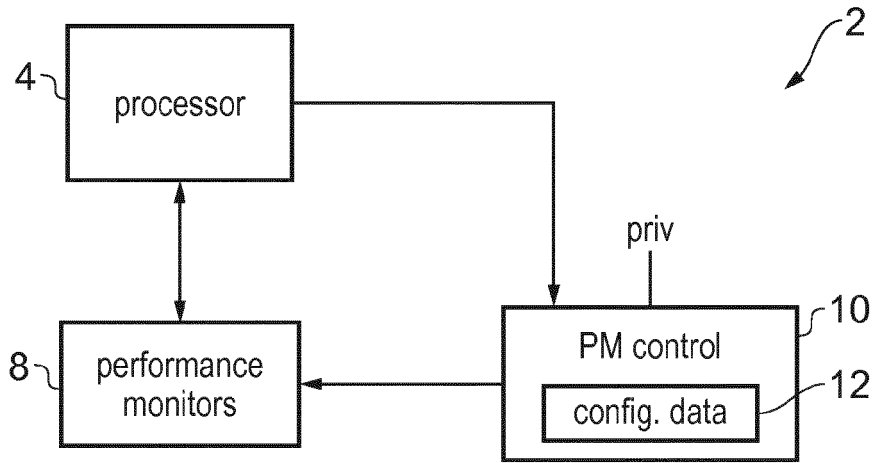 2
4
processor
priv
10
PM control
8
performance
monitors
12
config. data